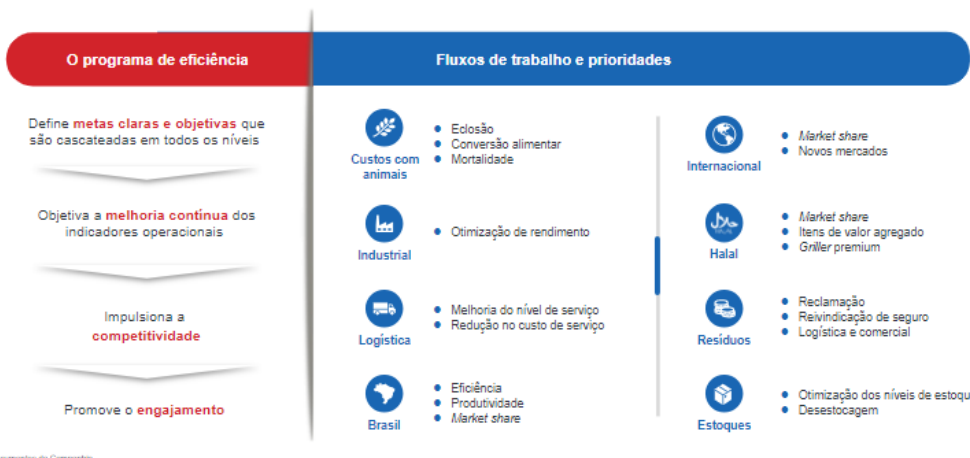 O programa de eficiência
Fluxos de trabalho e prioridades
Define metas claras e objetivas que
são cascateadas em todos os níveis
Objetiva a melhoria contínua dos
indicadores operacionais
Impulsiona a
competitividade
Promove o engajamento
Custos com
animais
Eclosão
Conversão alimentar
Mortalidade
Industrial
Otimização de rendimento
Logística
Melhoria do nível de serviço
Redução no custo de serviço
Brasil
Eficiência
Produtividade
Market share
Internacional
Market share
Novos mercados
Halal
Market share
Itens de valor agregado
Griller premium
Resíduos
Reclamação
Reivindicação de seguro
Logística e comercial
Estoques
Otimização dos níveis de estoqu
Desestocagem